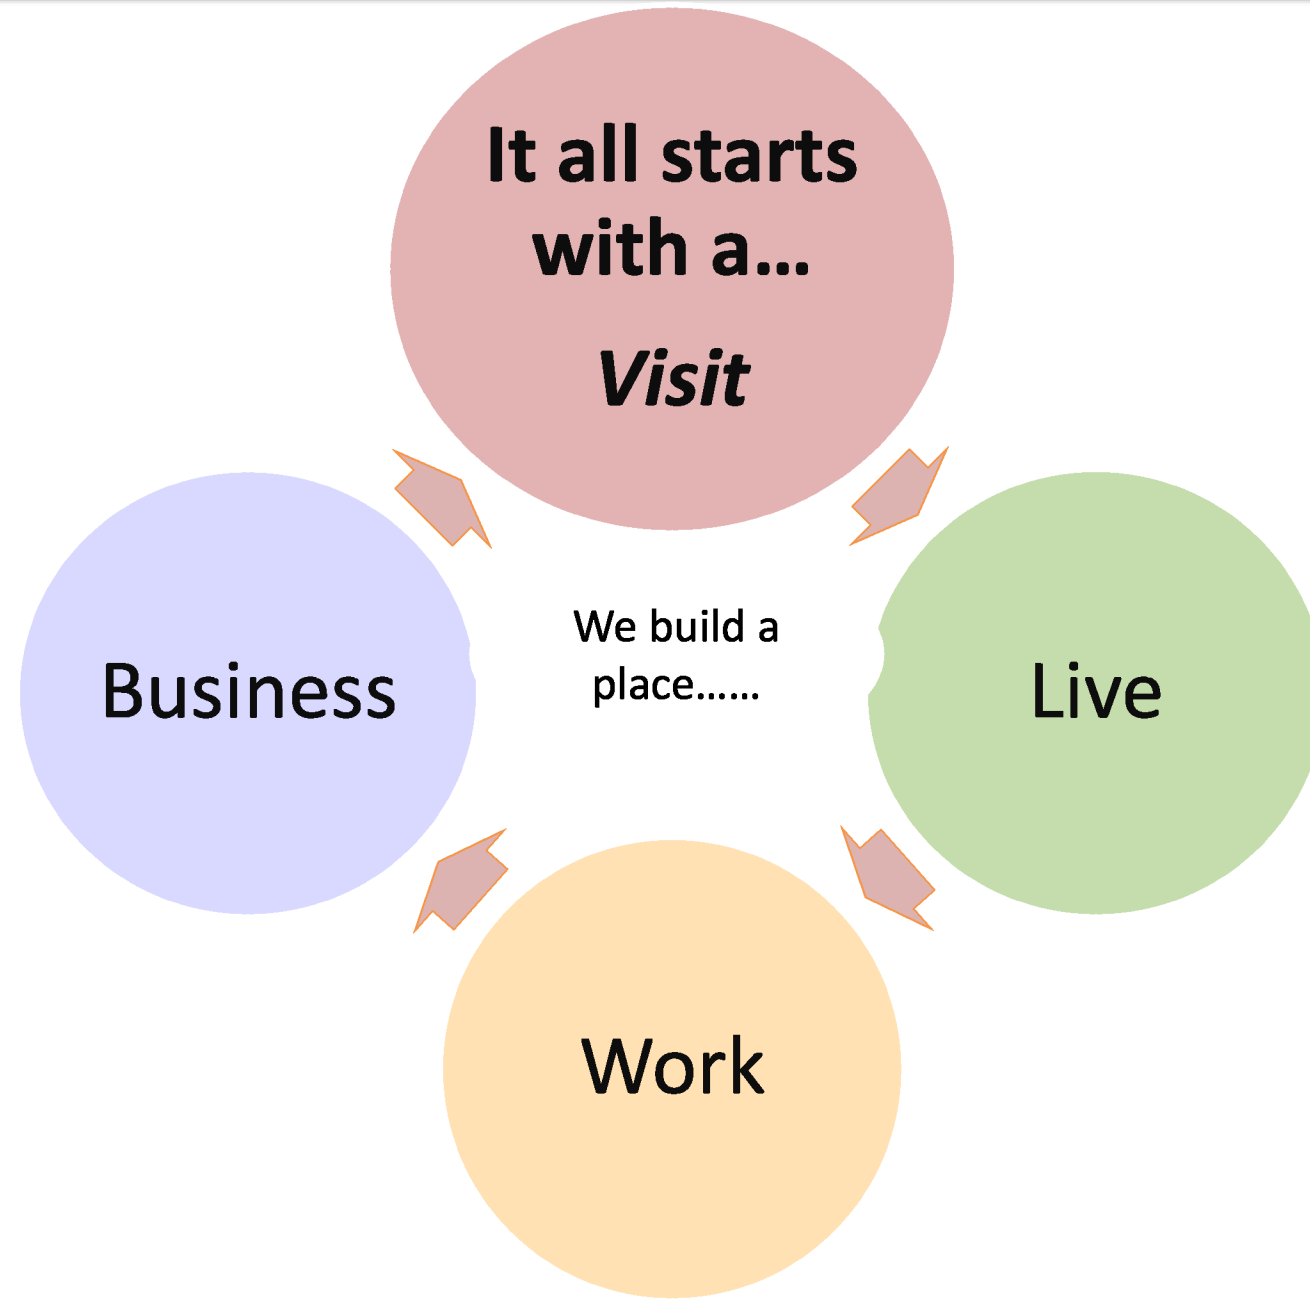 It all starts
with a...
Visit
We build a
place......
Business
Live
Work